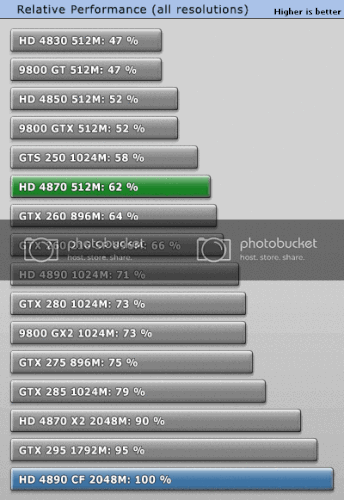 Relative Performance (all resolutions)
Higher is better
HD 4830 512M: 47 %
9800 GT 512M: 47 %
HD 4850 512M: 52 %
9800 GTX 512M: 52 %
GTS 250 1024M: 58 %
HD 4870 512M: 62 %
GTX 260 896M: 64 %
GTX 260 66 %
photobucket
host. store. share.
photobucket
host. store. share.
HD 4890 1024M: 71 %
GTX 280 1024M: 73 %
9800 GX2 1024M: 73 %
GTX 275 896M: 75 %
GTX 285 1024M: 79 %
HD 4870 X2 2048M: 90 %
GTX 295 1792M: 95 %
HD 4890 CF 2048M: 100 %